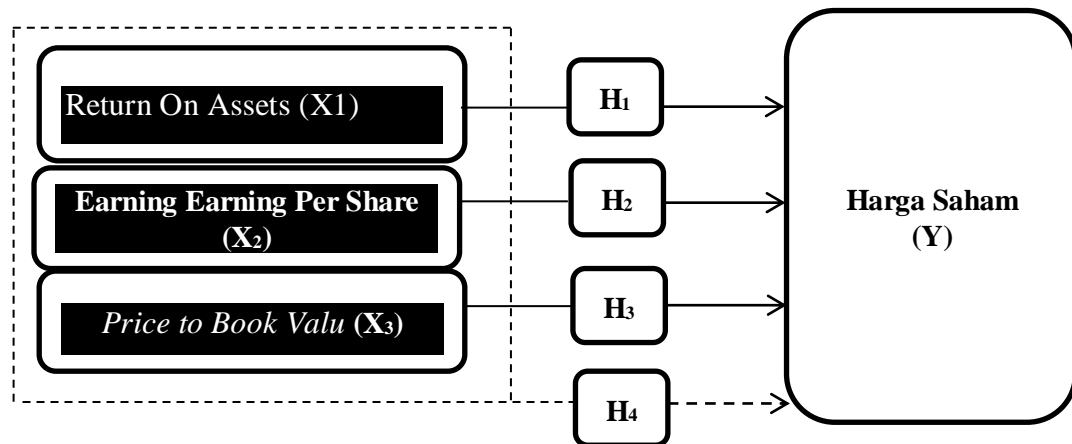 Return On Assets (X1)
H₁
Earning Earning Per Share
(X₂)
H₂
Harga Saham
(Y)
Price to Book Valu (X₃)
H₃
H₄